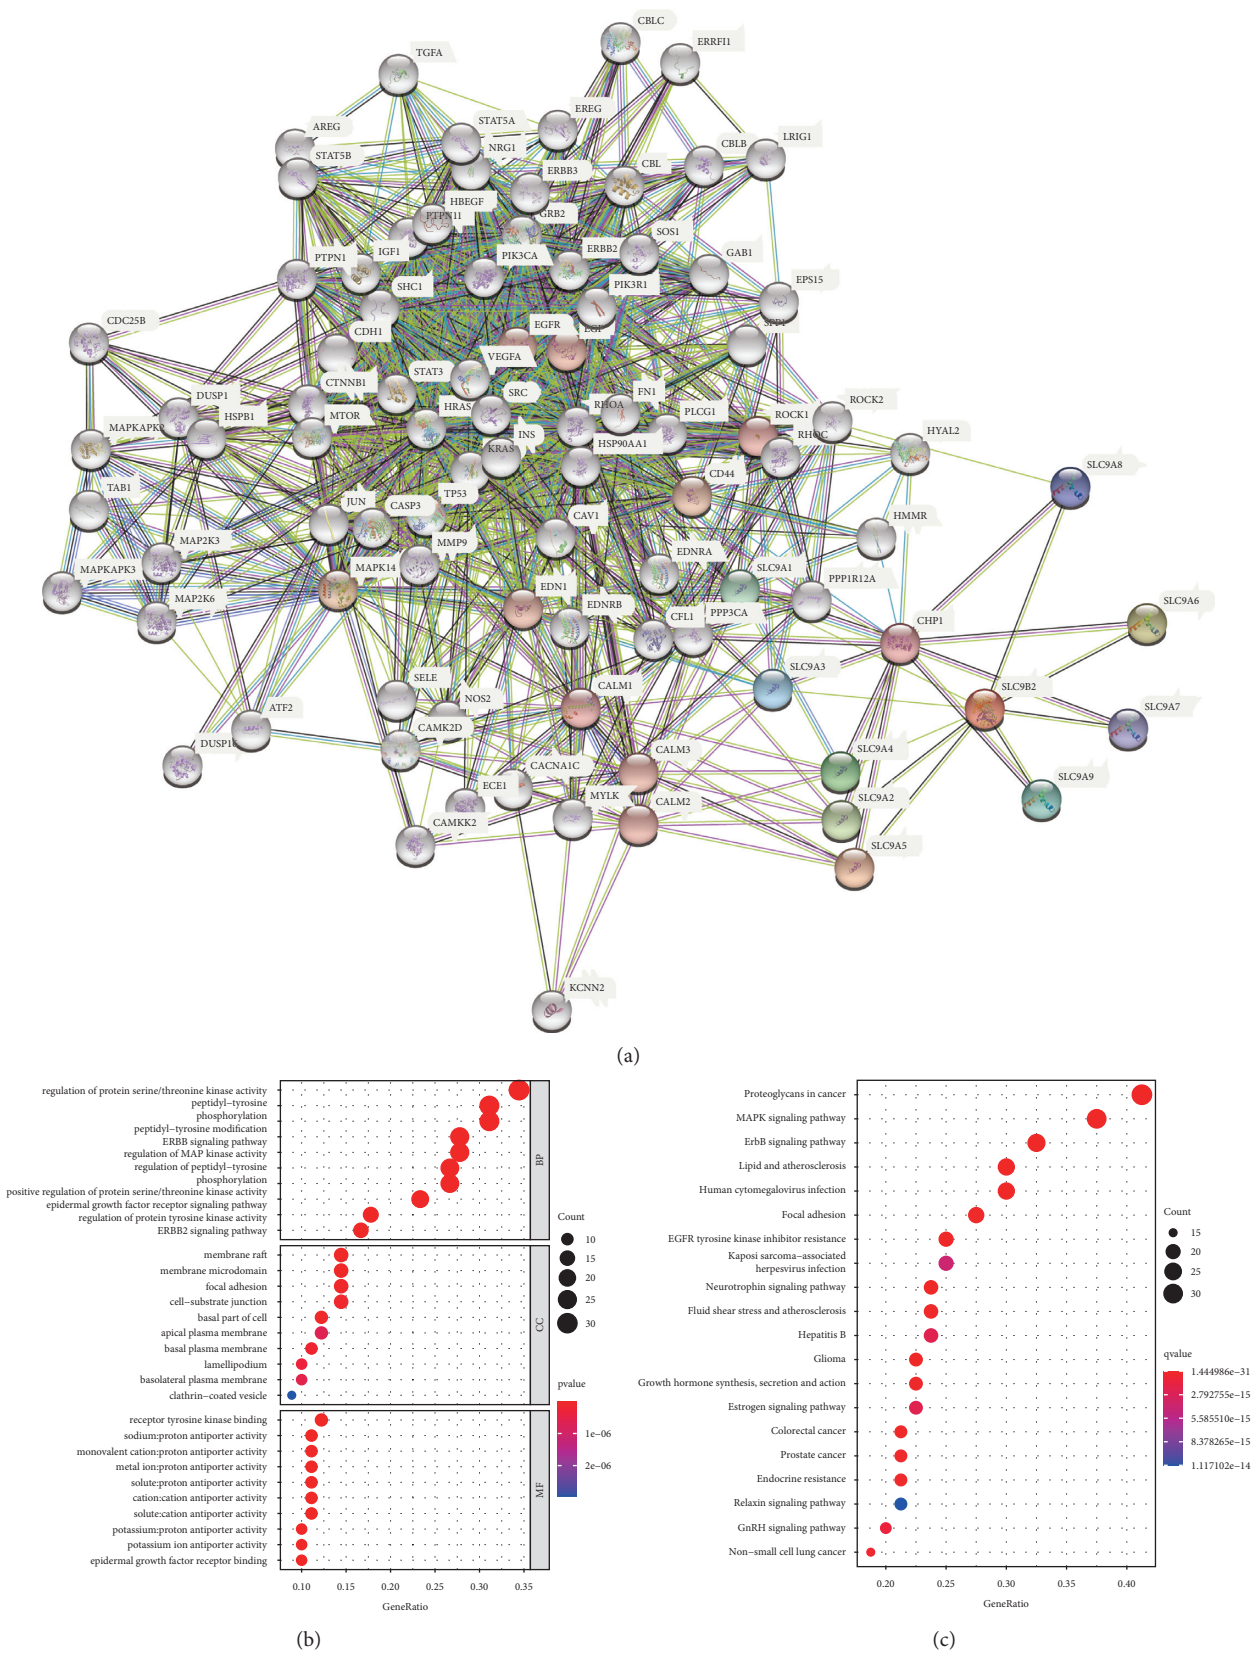 CBLC
ERRFI1
TGFA
EREG
AREG
STAT5A
STAT5B
NRG1
CBLB
LRIG1
ERBB3
CBL
HBEGF
PTPN11
GRB2
SOS1
PTPN1
IGF1
PIK3CA
ERBB2
GAB1
SHC1
PIK3R1
EPS15
CDC25B
CDH1
EGFR
EGF
SPP1
VEGFA
STAT3
CTNNB1
DUSP1
SRC
FN1
HSPB1
MTOR
HRAS
RHOA
PLCG1
ROCK1
ROCK2
MAPKAPK2
INS
KRAS
HSP90AA1
RHOC
HYAL2
SLC9A8
CD44
TAB1
JUN
CASP3
TP53
CAV1
HMMR
MAP2K3
MMP9
EDNRA
SLC9A1
MAPKAPK3
MAPK14
PPP1R12A
MAP2K6
EDN1
EDNRB
CFL1
PPP3CA
CHP1
SLC9A6
SLC9A3
SELE
NOS2
CALM1
SLC9B2
SLC9A7
ATF2
CAMK2D
DUSP16
CALM3
SLC9A4
SLC9A9
CACNA1C
ECE1
MYLK
CALM2
SLC9A2
CAMKK2
SLC9A5
KCNN2
(a)
regulation of protein serine/threonine kinase activity
peptidyl−tyrosine
phosphorylation
peptidyl−tyrosine modification
ERBB signaling pathway
regulation of MAP kinase activity
regulation of peptidyl−tyrosine
phosphorylation
positive regulation of protein serine/threonine kinase activity
epidermal growth factor receptor signaling pathway
regulation of protein tyrosine kinase activity
ERBB2 signaling pathway
BP
membrane raft
membrane microdomain
focal adhesion
cell−substrate junction
basal part of cell
apical plasma membrane
basal plasma membrane
lamellipodium
basolateral plasma membrane
clathrin−coated vesicle
CC
receptor tyrosine kinase binding
sodium:proton antiporter activity
monovalent cation:proton antiporter activity
metal ion:proton antiporter activity
solute:proton antiporter activity
cation:cation antiporter activity
solute:cation antiporter activity
potassium:proton antiporter activity
potassium ion antiporter activity
epidermal growth factor receptor binding
MF
0.10 0.15 0.20 0.25 0.30 0.35
GeneRatio
Count
10
15
20
25
30
pvalue
1e−06
2e−06
(b)
Proteoglycans in cancer
MAPK signaling pathway
ErbB signaling pathway
Lipid and atherosclerosis
Human cytomegalovirus infection
Focal adhesion
EGFR tyrosine kinase inhibitor resistance
Kaposi sarcoma−associated
herpesvirus infection
Neurotrophin signaling pathway
Fluid shear stress and atherosclerosis
Hepatitis B
Glioma
Growth hormone synthesis, secretion and action
Estrogen signaling pathway
Colorectal cancer
Prostate cancer
Endocrine resistance
Relaxin signaling pathway
GnRH signaling pathway
Non−small cell lung cancer
0.20 0.25 0.30 0.35 0.40
GeneRatio
Count
15
20
25
30
qvalue
1.444986e−31
2.792755e−15
5.585510e−15
8.378265e−15
1.117102e−14
(c)